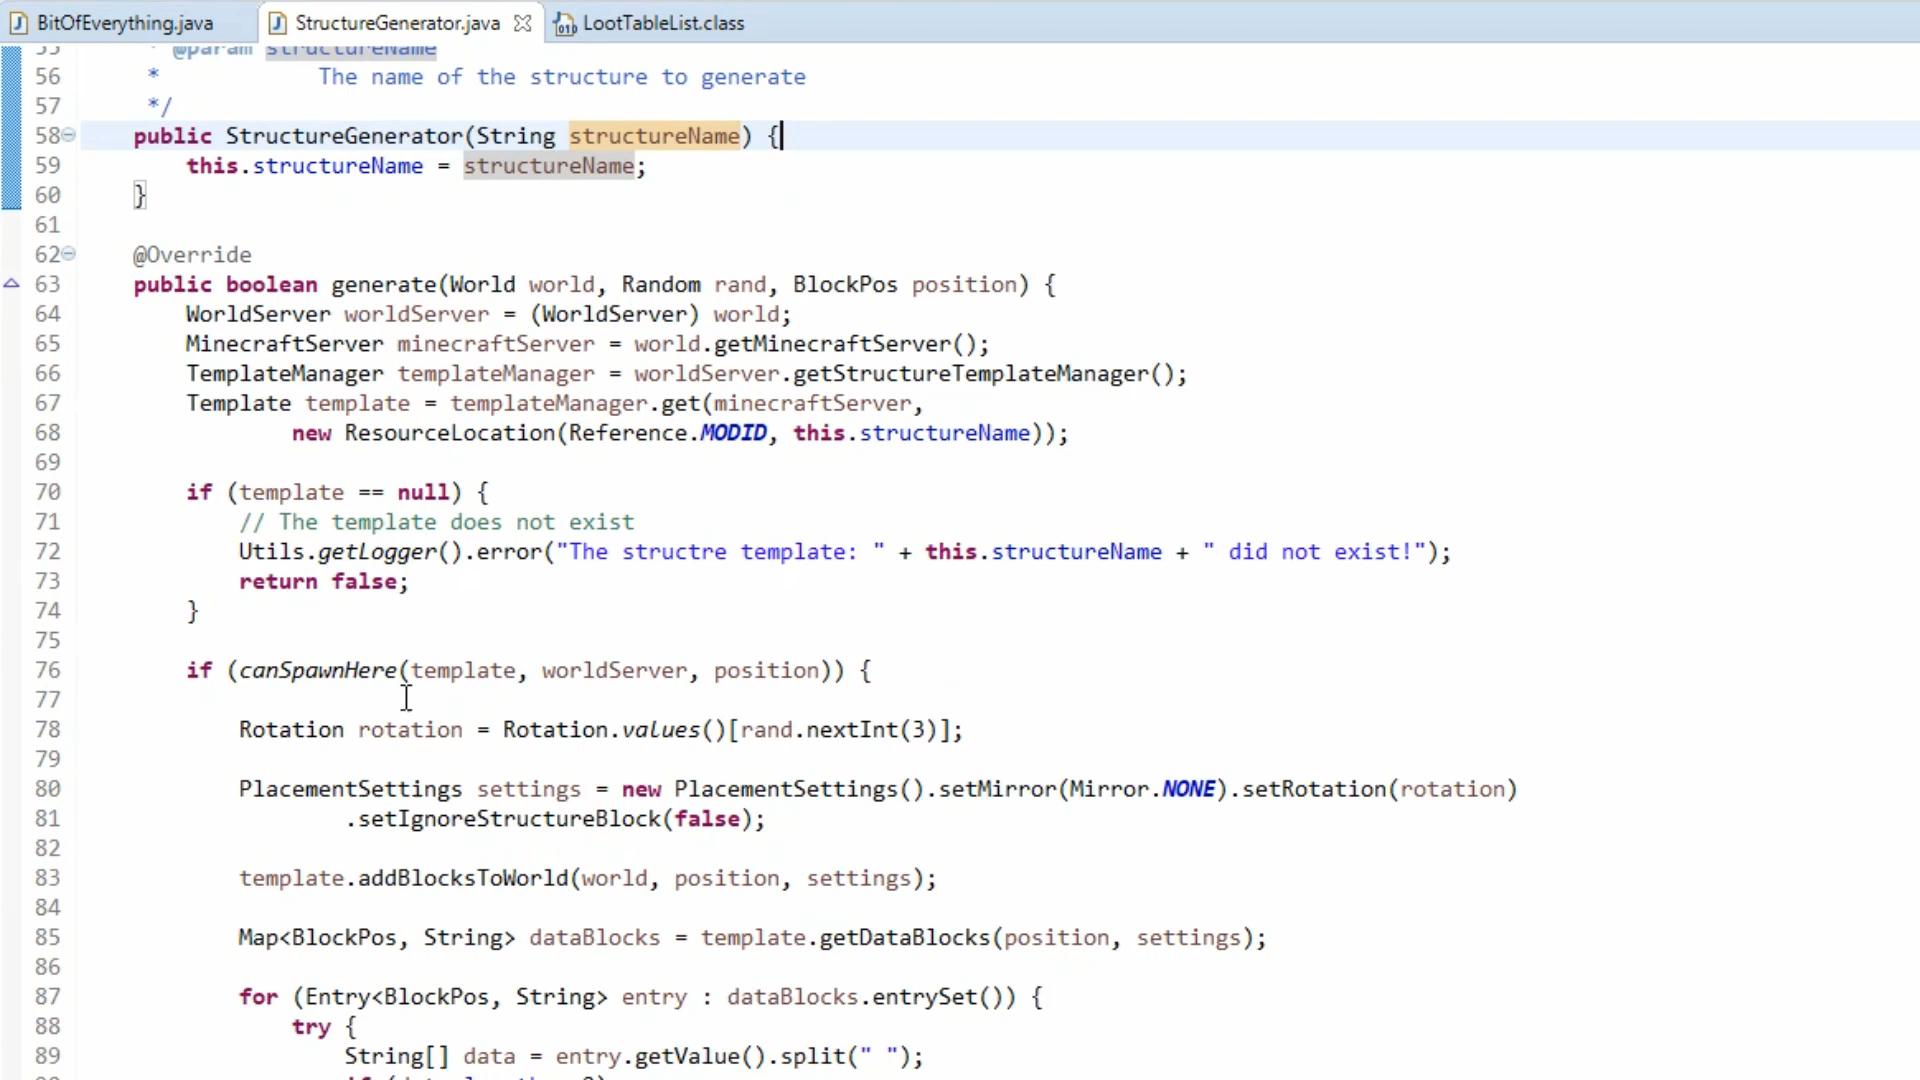 BitOfEverything.java StructureGenerator.java LootTableList.class
55 * @param structureName
56 * The name of the structure to generate
57 */
58 public StructureGenerator(String structureName) {
59 this.structureName = structureName;
60 }
61
62 @Override
63 public boolean generate(World world, Random rand, BlockPos position) {
64 WorldServer worldServer = (WorldServer) world;
65 MinecraftServer minecraftServer = world.getMinecraftServer();
66 TemplateManager templateManager = worldServer.getStructureTemplateManager();
67 Template template = templateManager.get(minecraftServer,
68 new ResourceLocation(Reference.MODID, this.structureName));
69
70 if (template == null) {
71 // The template does not exist
72 Utils.getLogger().error("The structre template: " + this.structureName + " did not exist!");
73 return false;
74 }
75
76 if (canSpawnHere(template, worldServer, position)) {
77
78 Rotation rotation = Rotation.values()[rand.nextInt(3)];
79
80 PlacementSettings settings = new PlacementSettings().setMirror(Mirror.NONE).setRotation(rotation)
81 .setIgnoreStructureBlock(false);
82
83 template.addBlocksToWorld(world, position, settings);
84
85 Map<BlockPos, String> dataBlocks = template.getDataBlocks(position, settings);
86
87 for (Entry<BlockPos, String> entry : dataBlocks.entrySet()) {
88 try {
89 String[] data = entry.getValue().split(" ");